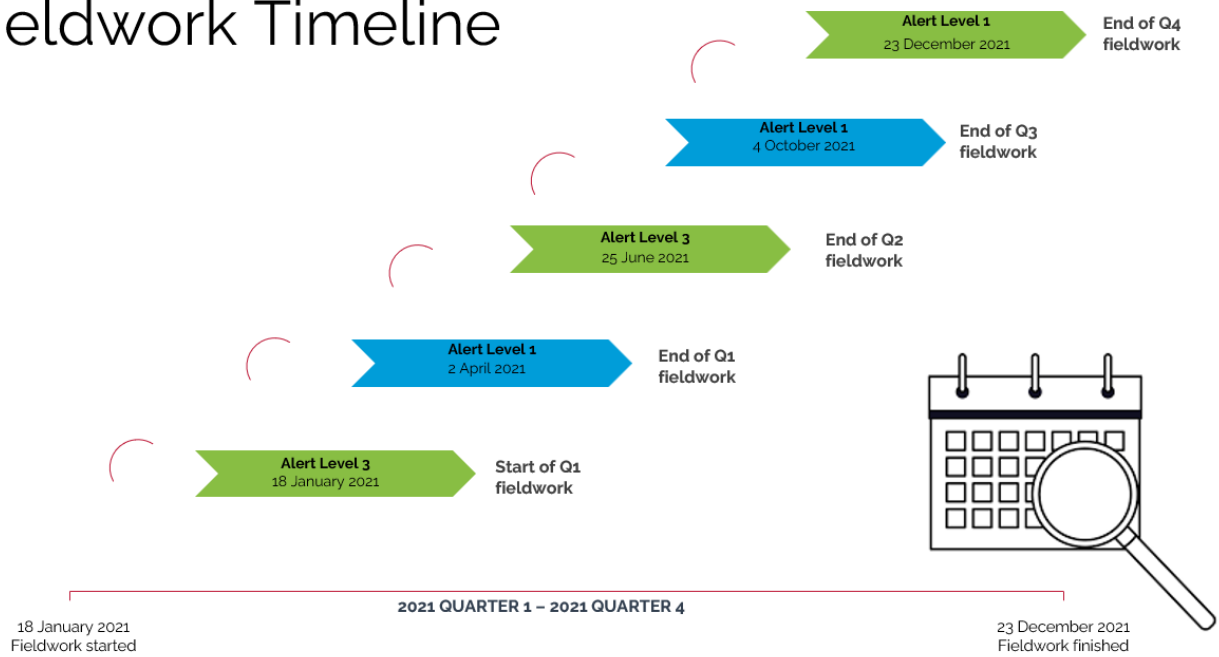 eldwork Timeline
Alert Level 1
23 December 2021
End of Q4
fieldwork
Alert Level 1
4 October 2021
End of Q3
fieldwork
Alert Level 3
25 June 2021
End of Q2
fieldwork
Alert Level 1
2 April 2021
End of Q1
fieldwork
Alert Level 3
18 January 2021
Start of Q1
fieldwork
2021 QUARTER 1 – 2021 QUARTER 4
18 January 2021
Fieldwork started
23 December 2021
Fieldwork finished